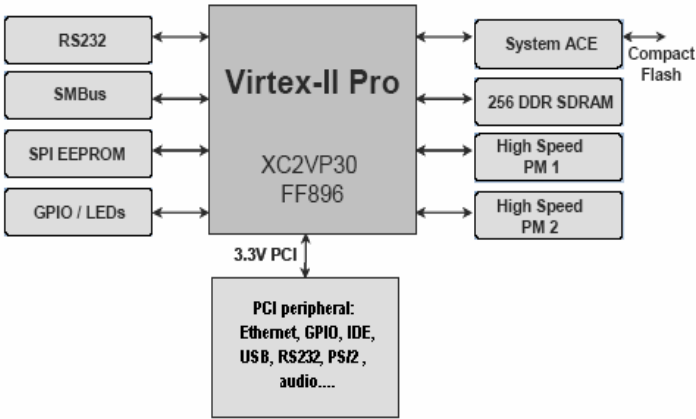 RS232
SMBus
SPI EEPROM
GPIO / LEDs
Virtex-II Pro
XC2VP30
FF896
System ACE
Compact
Flash
256 DDR SDRAM
High Speed
PM 1
High Speed
PM 2
3.3V PCI
PCI peripheral:
Ethernet, GPIO, IDE,
USB, RS232, PS/2 ,
audio....